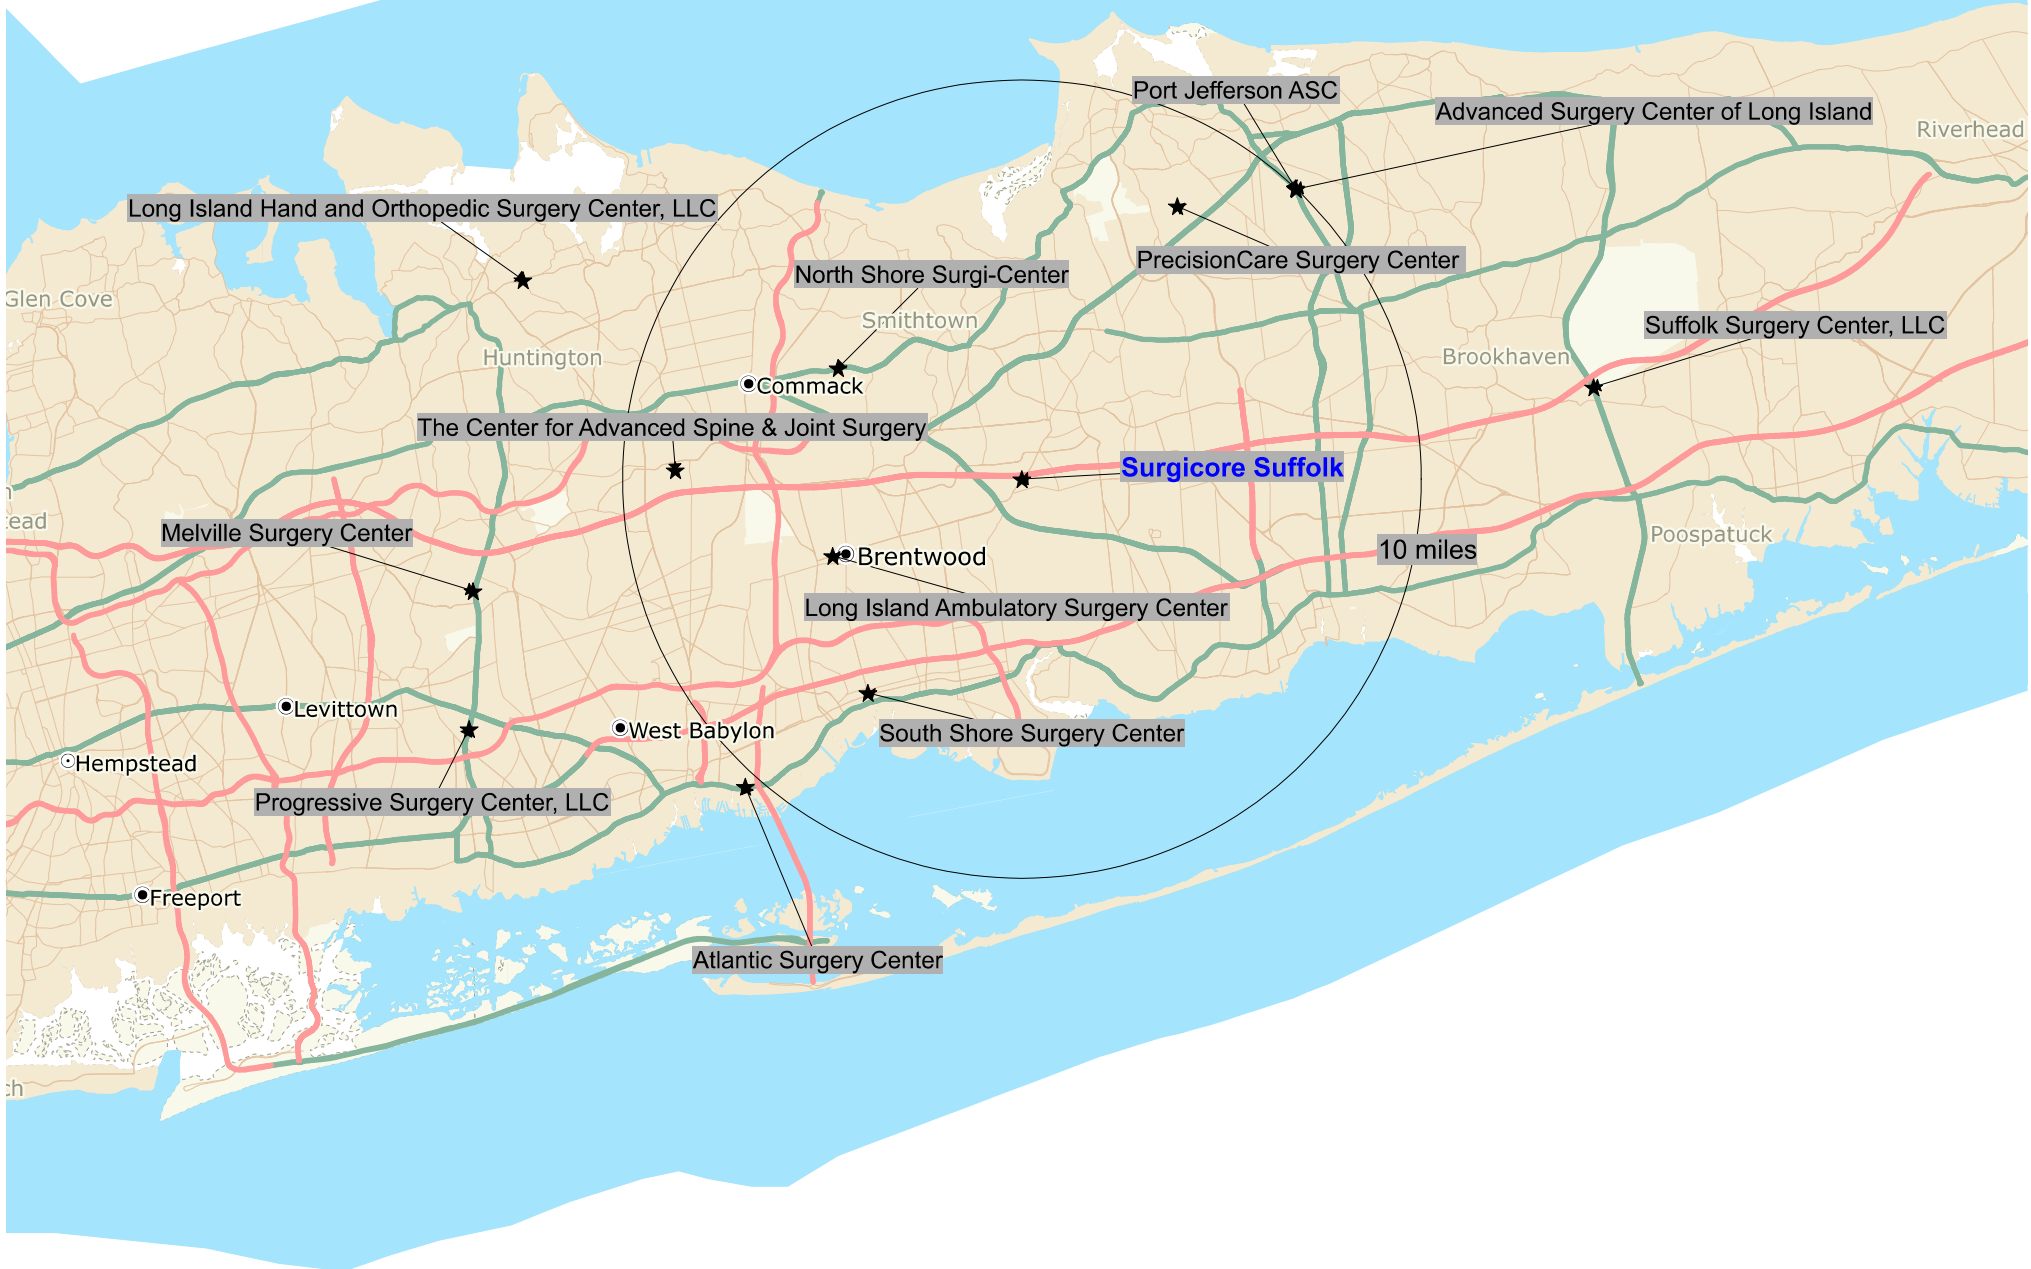 Port Jefferson ASC
Advanced Surgery Center of Long Island
Riverhead
Long Island Hand and Orthopedic Surgery Center, LLC
PrecisionCare Surgery Center
North Shore Surgi-Center
Glen Cove
Smithtown
Suffolk Surgery Center, LLC
Huntington
Brookhaven
Commack
The Center for Advanced Spine & Joint Surgery
Surgicore Suffolk
tead
Melville Surgery Center
Poospatuck
10 miles
Brentwood
Long Island Ambulatory Surgery Center
Levittown
West Babylon
South Shore Surgery Center
Hempstead
Progressive Surgery Center, LLC
Freeport
Atlantic Surgery Center
ch